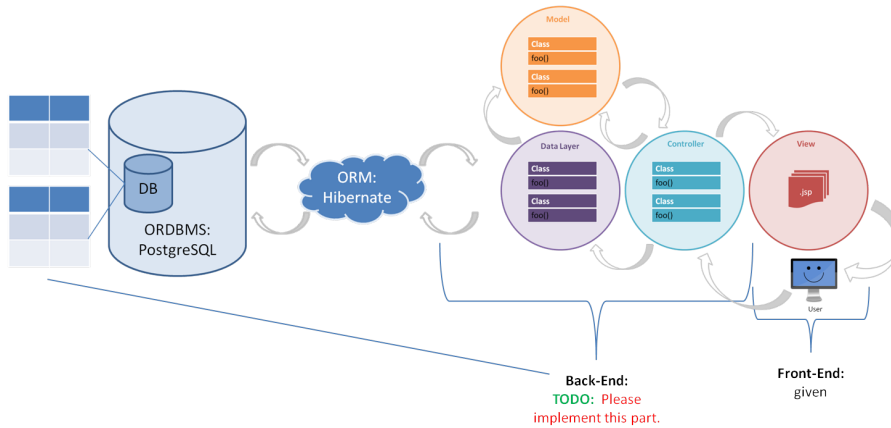 Model
Class
foo()
Class
foo()
DB
ORDBMS:
PostgreSQL
ORM:
Hibernate
Data Layer
Class
foo()
Class
foo()
Controller
Class
foo()
Class
foo()
View
.jsp
User
Back-End:
TODO: Please
implement this part.
Front-End:
given